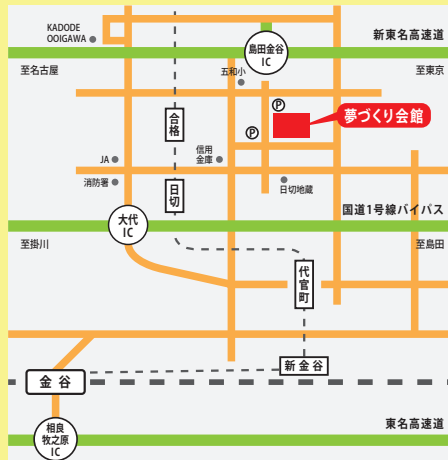 KADODE
OOIGAWA
島田金谷
IC
新東名高速道
至名古屋
五和小
至東京
P
夢づくり会館
合格
P
信用
金庫
JA
消防署
日切
日切地蔵
国道1号線バイパス
大代
IC
至掛川
至島田
代官町
新金谷
金谷
相良
牧之原
IC
東名高速道